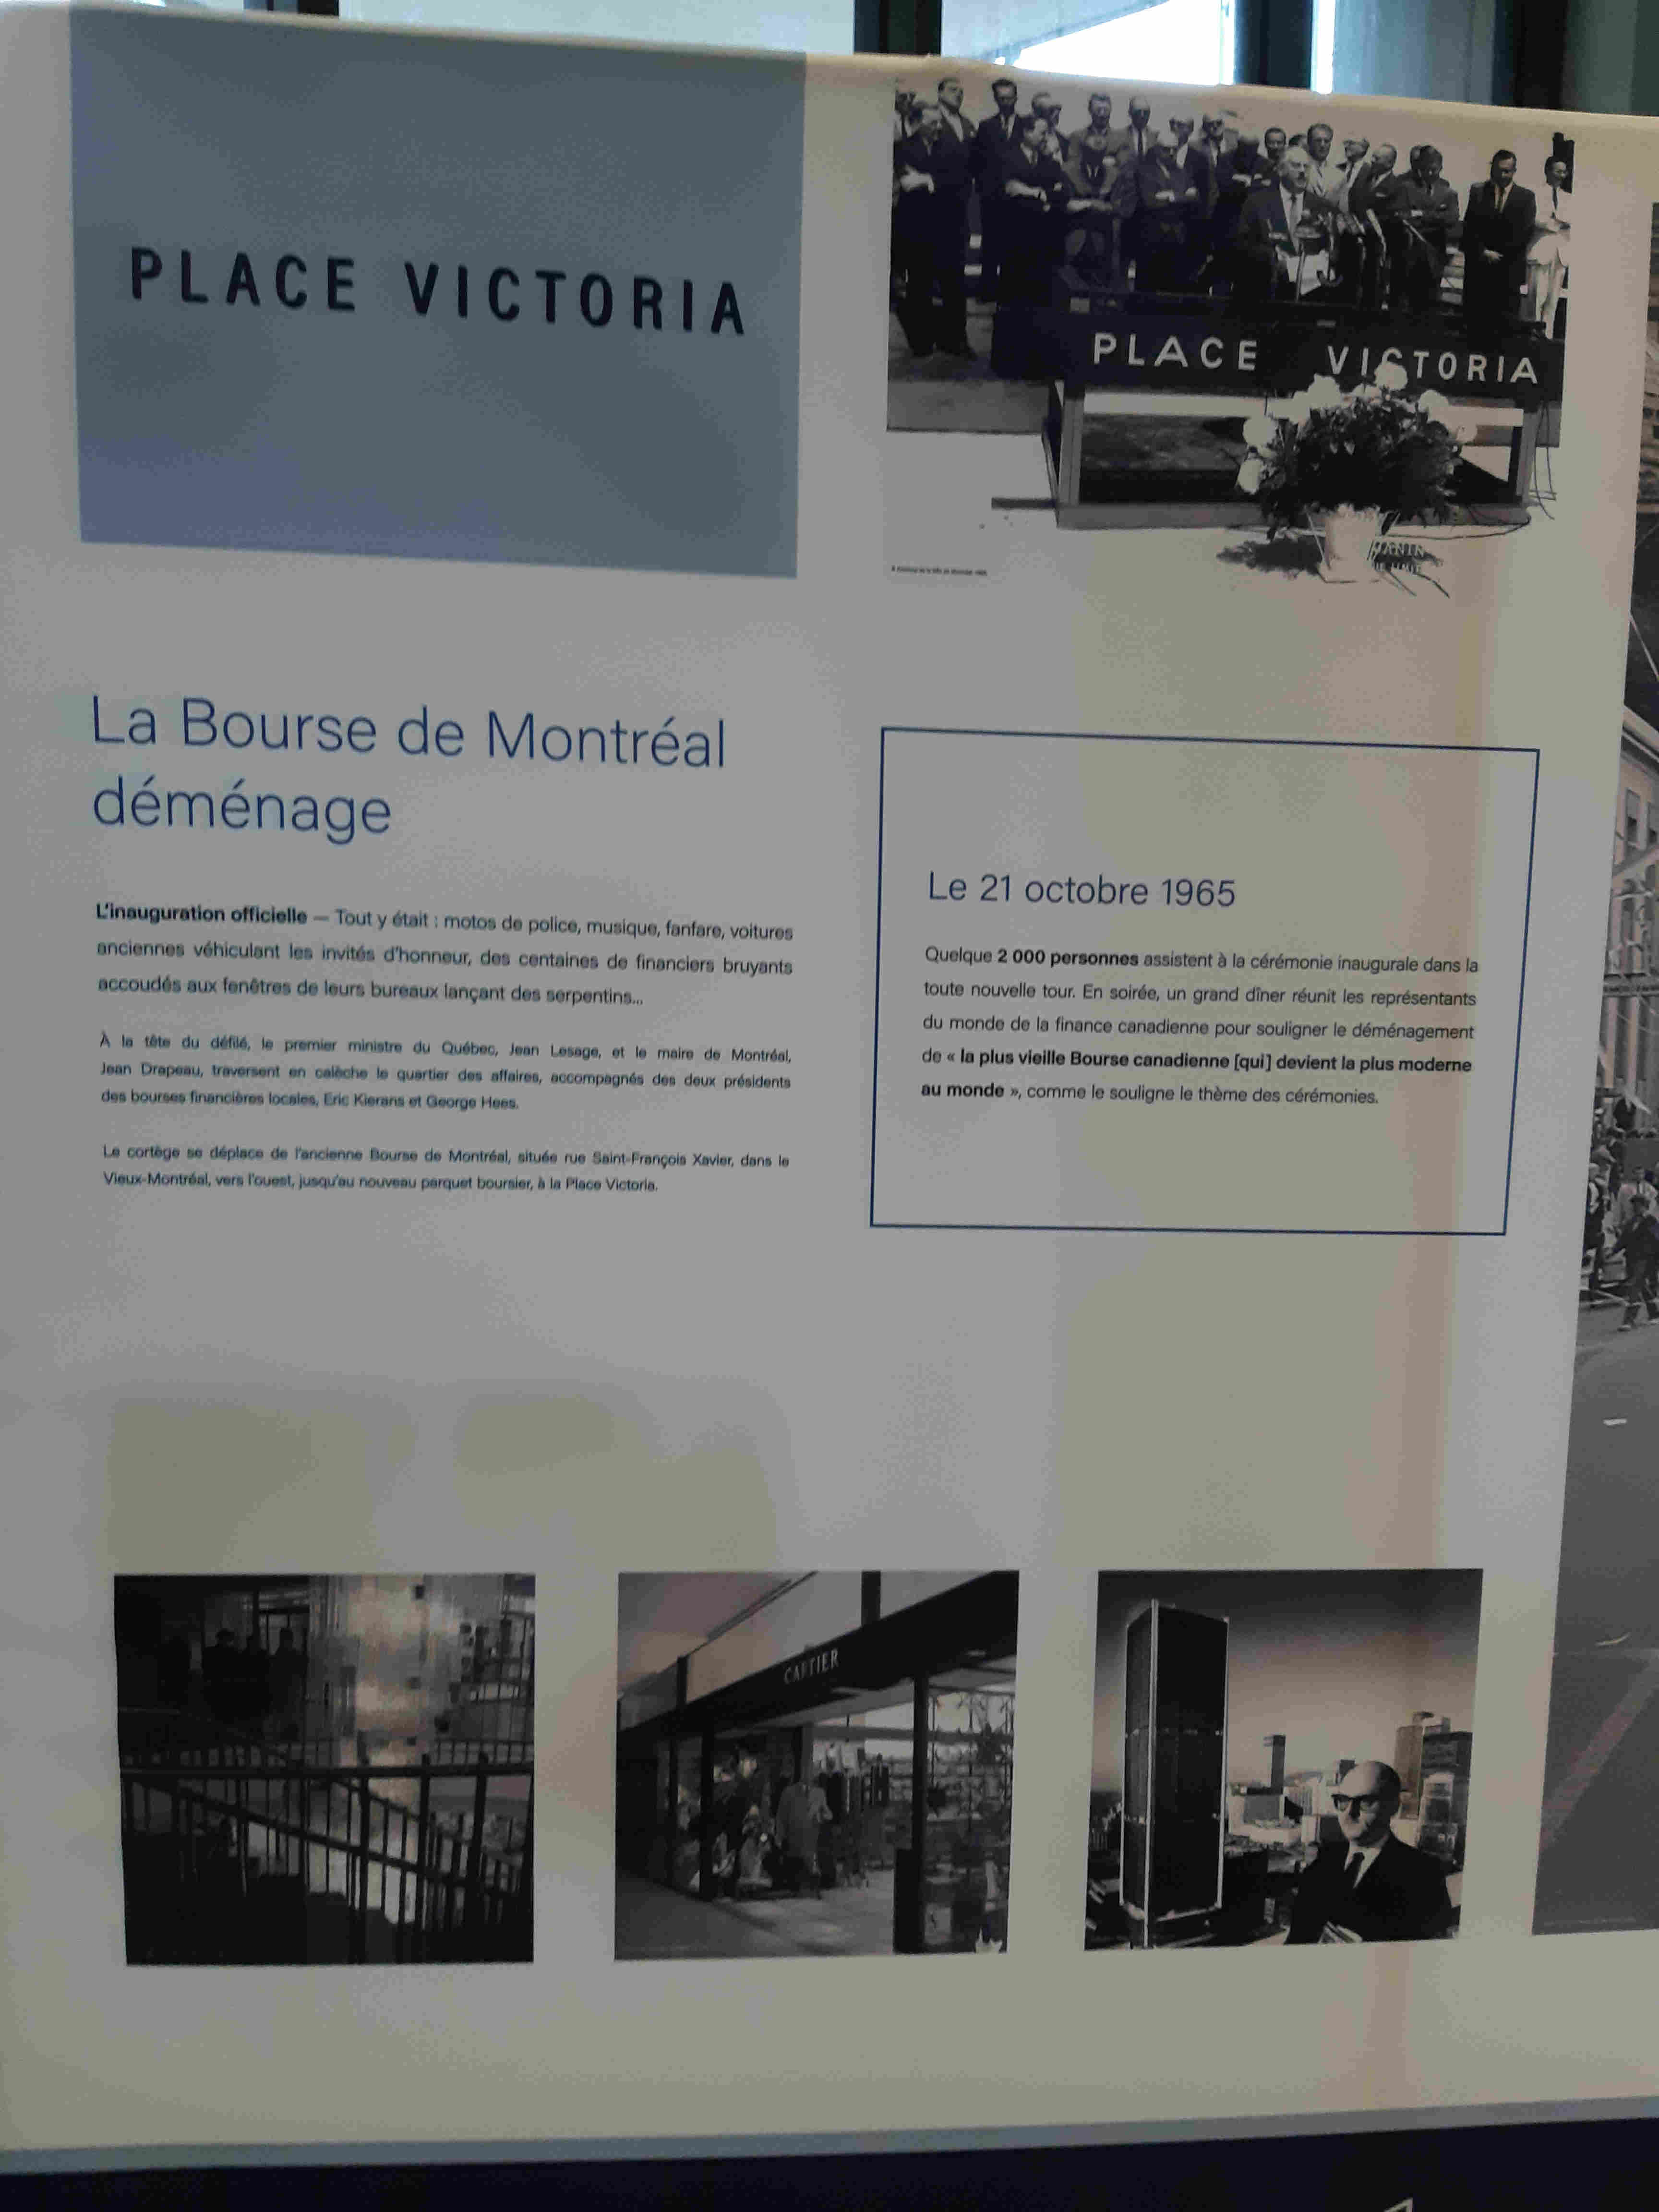 PLACE VICTORIA
PLACE VICTORIA
La Bourse de Montréal
déménage
L'inauguration officielle — Tout y était : motos de police, musique, fanfare, voitures
anciennes véhiculant les invités d'honneur, des centaines de financiers bruyants
accoudés aux fenêtres de leurs bureaux lançant des serpentins...
À la tête du défilé, le premier ministre du Québec, Jean Lesage, et le maire de Montréal,
Jean Drapeau, traversent en calèche le quartier des affaires, accompagnés des deux présidents
des bourses financières locales, Eric Kierans et George Hees.
Le cortège se déplace de l'ancienne Bourse de Montréal, située rue Saint-François Xavier, dans le
Vieux-Montréal, vers l'ouest, jusqu'au nouveau parquet boursier, à la Place Victoria.
Le 21 octobre 1965
Quelque 2 000 personnes assistent à la cérémonie inaugurale dans la
toute nouvelle tour. En soirée, un grand dîner réunit les représentants
du monde de la finance canadienne pour souligner le déménagement
de « la plus vieille Bourse canadienne [qui] devient la plus moderne
au monde », comme le souligne le thème des cérémonies.
CARTIER